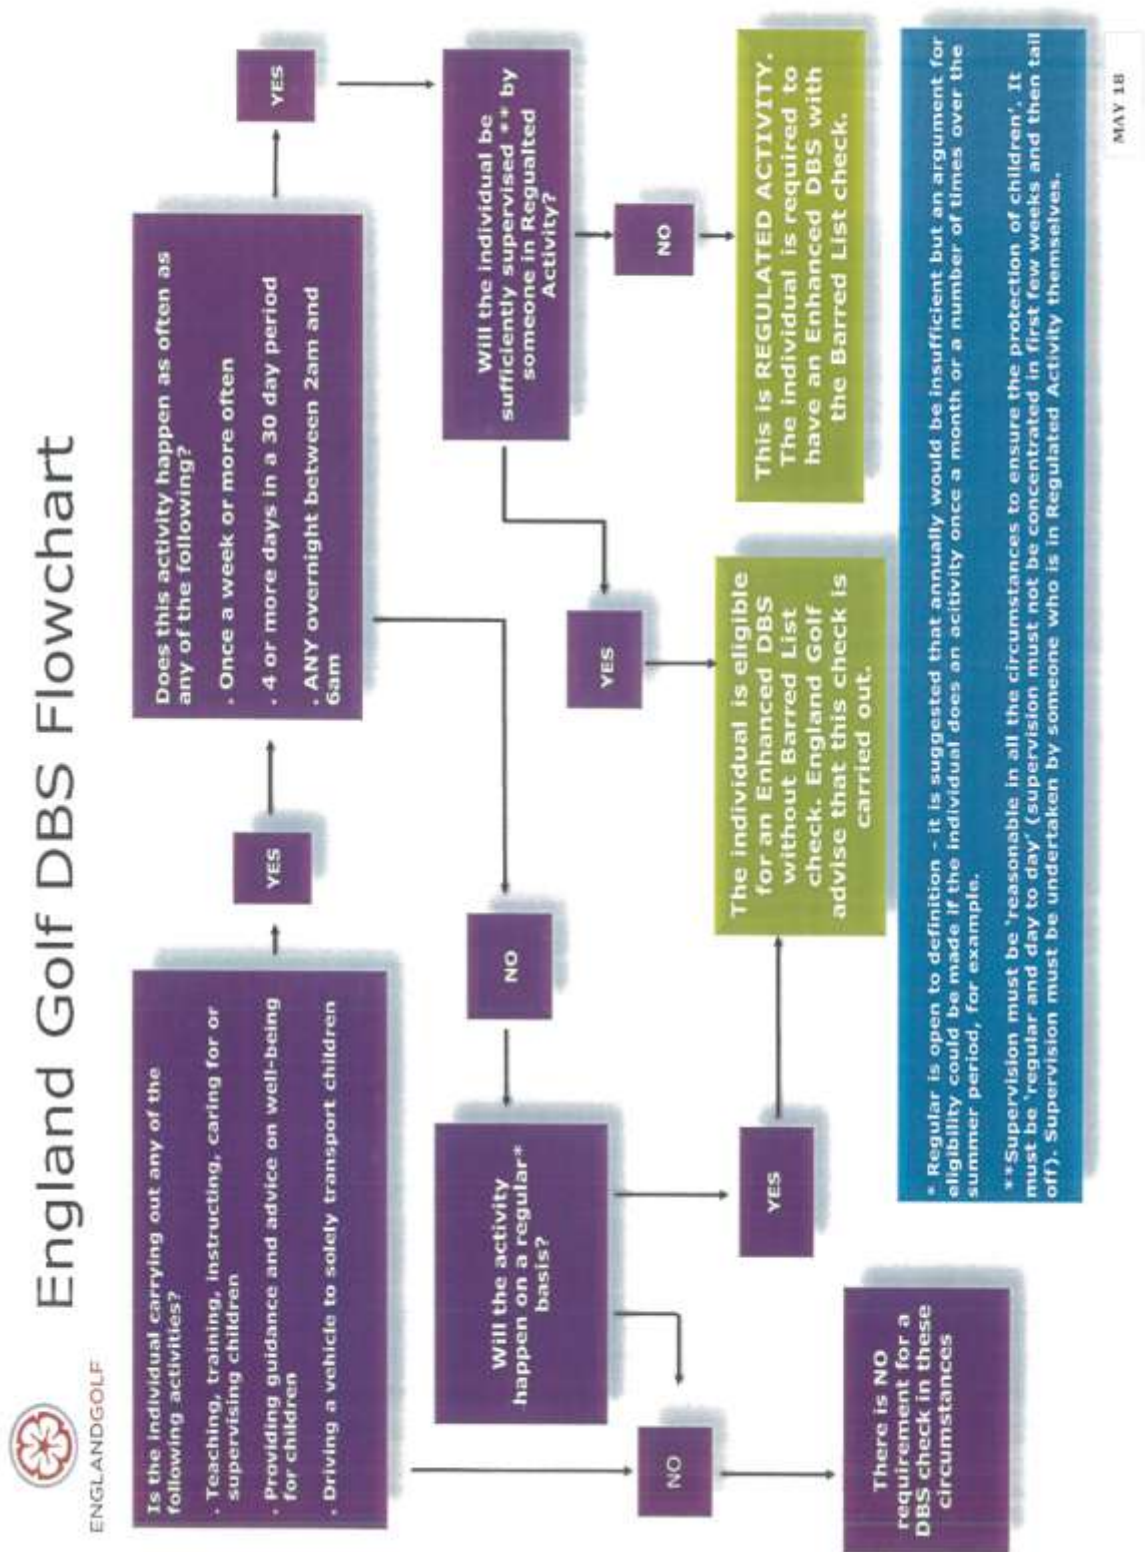 ENGLANDGOLF
England Golf DBS Flowchart
Is the individual carrying out any of the
following activities?
· Teaching, training, instructing, caring for or
supervising children
· Providing guidance and advice on well-being
for children
· Driving a vehicle to solely transport children
YES
Does this activity happen as often as
any of the following?
· Once a week or more often
· 4 or more days in a 30 day period
· ANY overnight between 2am and
6am
YES
Will the activity
happen on a regular*
basis?
NO
Will the individual be
sufficiently supervised ** by
someone in Regualted
Activity?
NO
YES
YES
NO
There is NO
requirement for a
DBS check in these
circumstances
The individual is eligible
for an Enhanced DBS
without Barred List
check. England Golf
advise that this check is
carried out.
This is REGULATED ACTIVITY.
The individual is required to
have an Enhanced DBS with
the Barred List check.
* Regular is open to definition - it is suggested that annually would be insufficient but an argument for
eligibility could be made if the individual does an acitivity once a month or a number of times over the
summer period, for example.
**Supervision must be 'reasonable in all the circumstances to ensure the protection of children'. It
must be 'regular and day to day' (supervision must not be concentrated in first few weeks and then tail
off). Supervision must be undertaken by someone who is in Regulated Activity themselves.
MAY 18